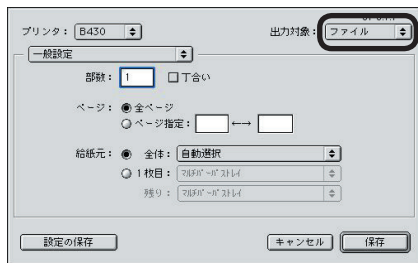 プリンタ： B430 出力対象： ファイル
一般設定
部数： 1 丁合い
ページ： 全ページ
ページ指定： ←→
給紙元： 全体： 自動選択
1枚目： ﾏﾙﾁﾊﾟｰﾊﾟｽﾄﾚｲ
残り： ﾏﾙﾁﾊﾟｰﾊﾟｽﾄﾚｲ
設定の保存 キャンセル 保存